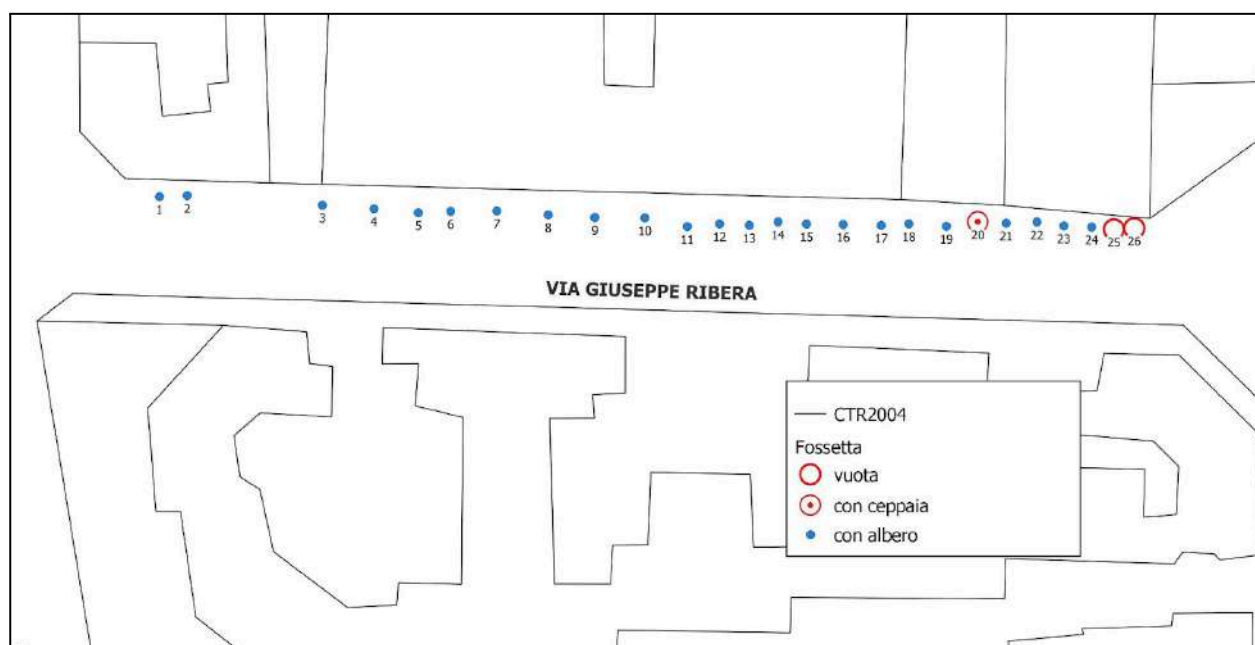 1 2 3 4 5 6 7 8 9 10 11 12 13 14 15 16 17 18 19 20 21 22 23 24 25 26
VIA GIUSEPPE RIBERA
CTR2004
Fossetta
vuota
con ceppaia
con albero